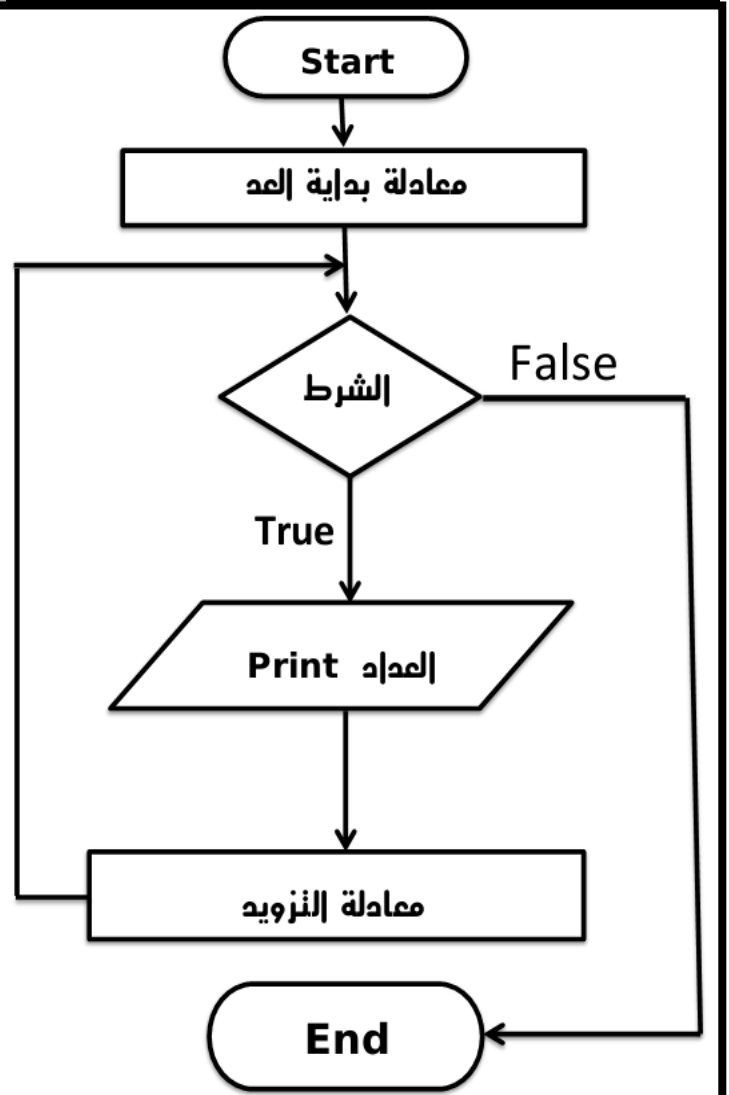 Start
معادلة بداية العد
الشرط
False
True
Print العداد
معادلة التزويد
End